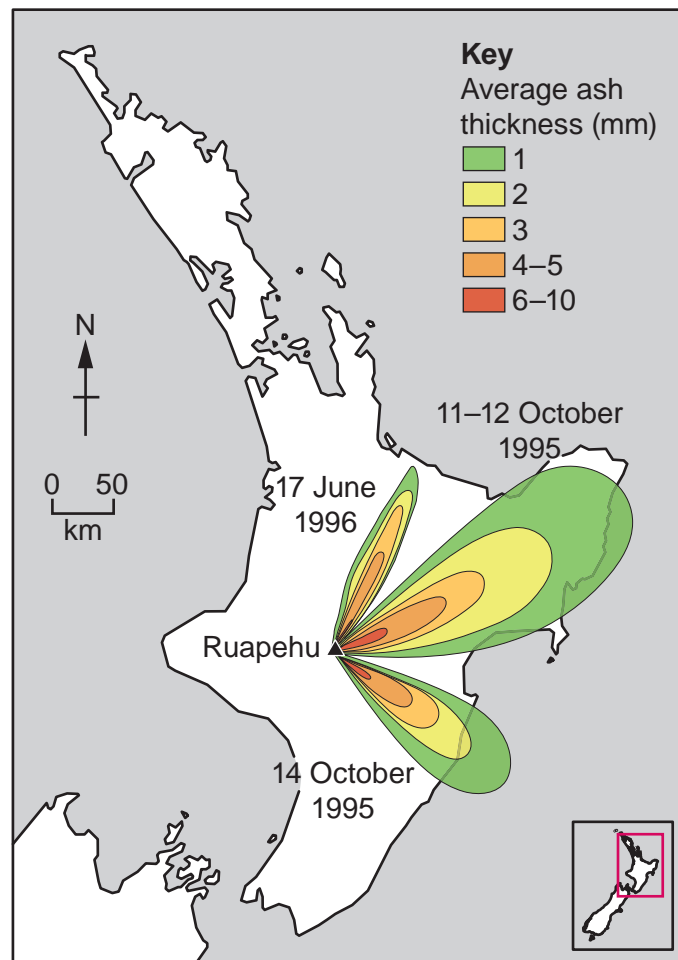 Key
Average ash
thickness (mm)
1
2
3
4–5
6–10
N
0 50
km
11–12 October
1995
17 June
1996
Ruapehu
14 October
1995